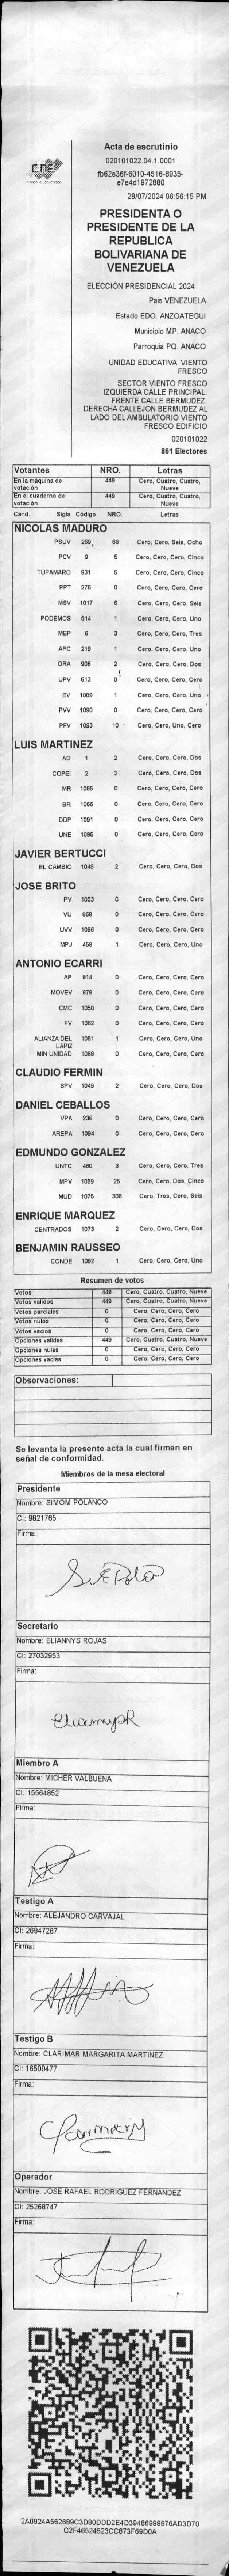 CNE
Acta de escrutinio
020101022.04.1.0001
fb62e36f-6010-4516-8935-
e7e4d1972880
28/07/2024 06:56:15 PM
PRESIDENTA O
PRESIDENTE DE LA
REPUBLICA
BOLIVARIANA DE
VENEZUELA
ELECCIÓN PRESIDENCIAL 2024
Pais VENEZUELA
Estado EDO. ANZOATEGUI
Municipio MP. ANACO
Parroquia PQ. ANACO
UNIDAD EDUCATIVA VIENTO
FRESCO
SECTOR VIENTO FRESCO
IZQUIERDA CALLE PRINCIPAL.
FRENTE CALLE BERMUDEZ.
DERECHA CALLEJÓN BERMUDEZ AL
LADO DEL AMBULATORIO VIENTO
FRESCO EDIFICIO
020101022
861 Electores
Votantes NRO. Letras
En la máquina de votación 449 Cero, Cuatro, Cuatro, Nueve
En el cuaderno de votación 449 Cero, Cuatro, Cuatro, Nueve
Cand. Sigla Código NRO. Letras
NICOLAS MADURO
PSUV 269 68 Cero, Cero, Seis, Ocho
PCV 9 5 Cero, Cero, Cero, Cinco
TUPAMARO 931 5 Cero, Cero, Cero, Cinco
PPT 276 0 Cero, Cero, Cero, Cero
MSV 1017 6 Cero, Cero, Cero, Seis
PODEMOS 514 1 Cero, Cero, Cero, Uno
MEP 6 3 Cero, Cero, Cero, Tres
APC 219 1 Cero, Cero, Cero, Uno
ORA 906 2 Cero, Cero, Cero, Dos
UPV 513 0 Cero, Cero, Cero, Cero
EV 1089 1 Cero, Cero, Cero, Uno
PVV 1090 0 Cero, Cero, Cero, Cero
PFV 1093 10 Cero, Cero, Uno, Cero
LUIS MARTINEZ
AD 1 2 Cero, Cero, Cero, Dos
COPEI 2 2 Cero, Cero, Cero, Dos
MR 1065 0 Cero, Cero, Cero, Cero
BR 1066 0 Cero, Cero, Cero, Cero
DDP 1091 0 Cero, Cero, Cero, Cero
UNE 1095 0 Cero, Cero, Cero, Cero
JAVIER BERTUCCI
EL CAMBIO 1048 2 Cero, Cero, Cero, Dos
JOSE BRITO
PV 1053 0 Cero, Cero, Cero, Cero
VU 868 0 Cero, Cero, Cero, Cero
UVV 1096 0 Cero, Cero, Cero, Cero
MPJ 458 1 Cero, Cero, Cero, Uno
ANTONIO ECARRI
AP 914 0 Cero, Cero, Cero, Cero
MOVEV 979 0 Cero, Cero, Cero, Cero
CMC 1050 0 Cero, Cero, Cero, Cero
FV 1062 0 Cero, Cero, Cero, Cero
ALIANZA DEL LAPIZ 1051 1 Cero, Cero, Cero, Uno
MIN UNIDAD 1068 0 Cero, Cero, Cero, Cero
CLAUDIO FERMIN
SPV 1049 2 Cero, Cero, Cero, Dos
DANIEL CEBALLOS
VPA 236 0 Cero, Cero, Cero, Cero
AREPA 1094 0 Cero, Cero, Cero, Cero
EDMUNDO GONZALEZ
UNTC 460 3 Cero, Cero, Cero, Tres
MPV 1069 25 Cero, Cero, Dos, Cinco
MUD 1075 306 Cero, Tres, Cero, Seis
ENRIQUE MARQUEZ
CENTRADOS 1073 2 Cero, Cero, Cero, Dos
BENJAMIN RAUSSEO
CONDE 1092 1 Cero, Cero, Cero, Uno
Resumen de votos
Votos 449 Cero, Cuatro, Cuatro, Nueve
Votos validos 449 Cero, Cuatro, Cuatro, Nueve
Votos parciales 0 Cero, Cero, Cero, Cero
Votos nulos 0 Cero, Cero, Cero, Cero
Votos vacios 0 Cero, Cero, Cero, Cero
Opciones validas 449 Cero, Cuatro, Cuatro, Nueve
Opciones nulas 0 Cero, Cero, Cero, Cero
Opciones vacias 0 Cero, Cero, Cero, Cero
Observaciones:
Se levanta la presente acta la cual firman en
señal de conformidad.
Miembros de la mesa electoral
Presidente
Nombre: SIMOM POLANCO
CI: 9821765
Firma:
Secretario
Nombre: ELIANNYS ROJAS
CI: 27032953
Firma:
EliannysR
Miembro A
Nombre: MICHER VALBUENA
CI: 15564852
Firma:
Testigo A
Nombre: ALEJANDRO CARVAJAL
CI: 26947267
Firma:
Testigo B
Nombre: CLARIMAR MARGARITA MARTINEZ
CI: 16509477
Firma:
Operador
Nombre: JOSE RAFAEL RODRIGUEZ FERNANDEZ
CI: 25268747
Firma:
2A0924A562689C3D80DDD2E4D39486999976AD3D70
C2F46524523CC873F69D0A